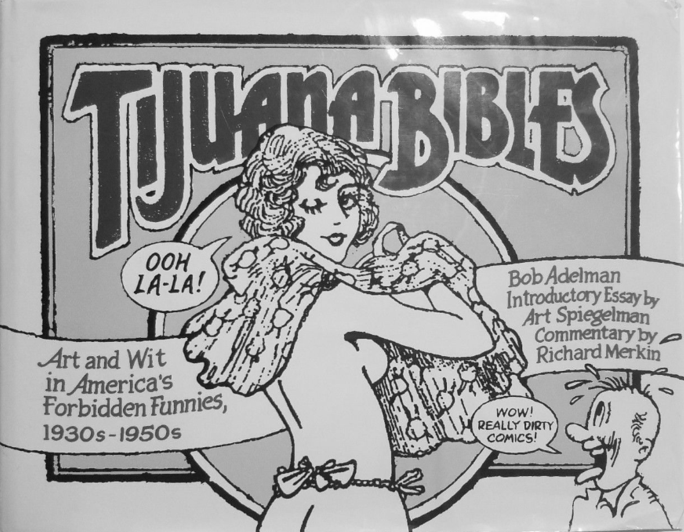 TIJUANA BIBLES
OOH
LA-LA!
Bob Adelman
Introductory Essay by
Art Spiegelman
Commentary by
Richard Merkin
Art and Wit
in America's
Forbidden Funnies,
1930s-1950s
WOW!
REALLY DIRTY
COMICS!